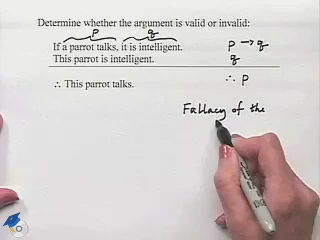 Determine whether the argument is valid or invalid:
p q
If a parrot talks, it is intelligent. p → q
This parrot is intelligent. q
∴ This parrot talks. ∴ p
Fallacy of the